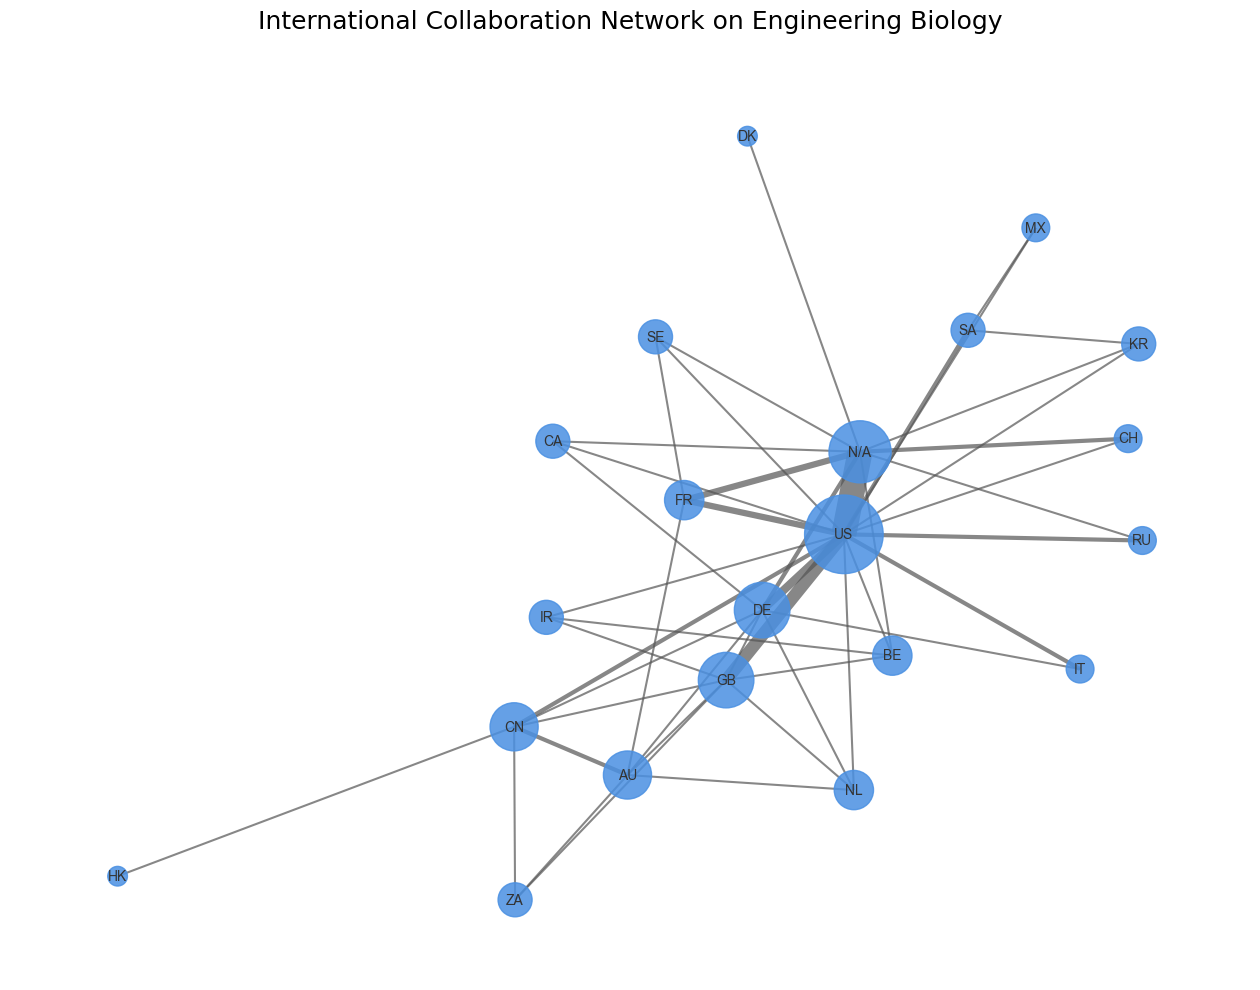 International Collaboration Network on Engineering Biology
DK
MX
SA
SE
KR
CH
CA
N/A
FR
US
RU
DE
IR
BE
IT
GB
CN
AU
NL
HK
ZA